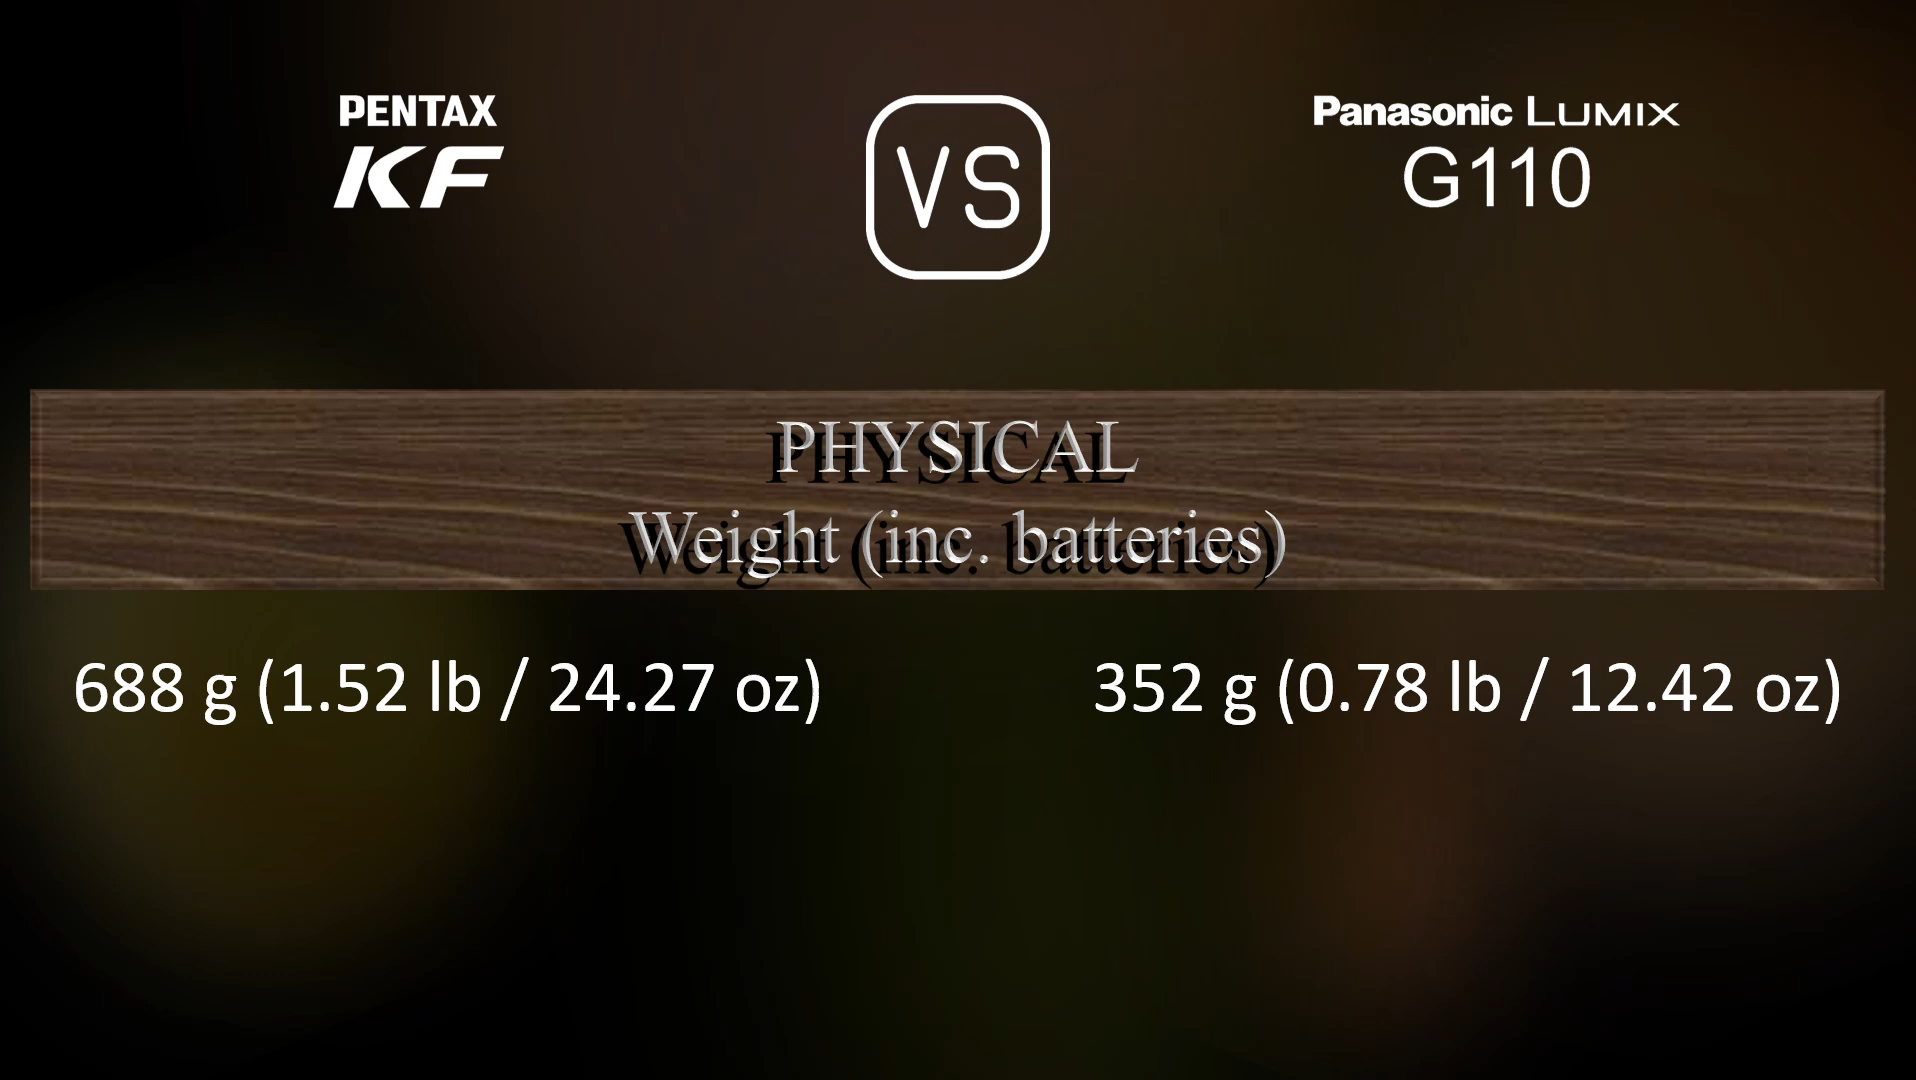 PENTAX
KF
VS
Panasonic LUMIX
G110
PHYSICAL
Weight (inc. batteries)
688 g (1.52 lb / 24.27 oz)
352 g (0.78 lb / 12.42 oz)